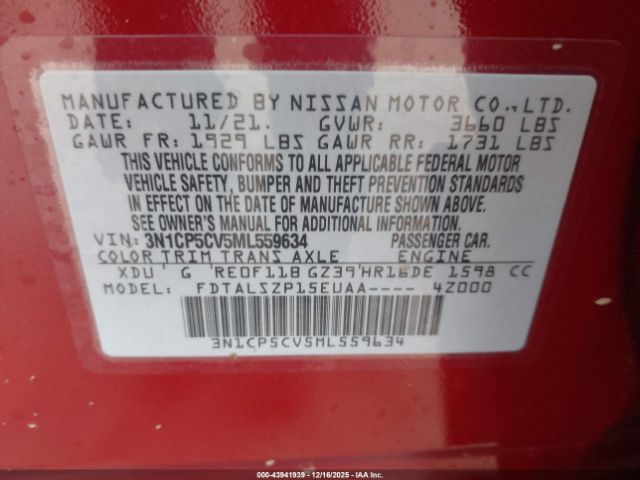 MANUFACTURED BY NISSAN MOTOR CO.,LTD.
DATE: 11/21. GVWR: 3660 LBS
GAWR FR: 1929 LBS GAWR RR: 1731 LBS
THIS VEHICLE CONFORMS TO ALL APPLICABLE FEDERAL MOTOR
VEHICLE SAFETY, BUMPER AND THEFT PREVENTION STANDARDS
IN EFFECT ON THE DATE OF MANUFACTURE SHOWN ABOVE.
SEE OWNER'S MANUAL FOR ADDITIONAL INFORMATION.
VIN: 3N1CP5CV5ML559634 PASSENGER CAR.
COLOR TRIM TRANS AXLE ENGINE
XDU G RE0F11B GZ39 HR16DE 1598 CC
MODEL: FDTALSZP15EUAA---- 4Z000
3N1CP5CV5ML559634
© 00-43941939 | 12/16/2025 - IAA Inc.